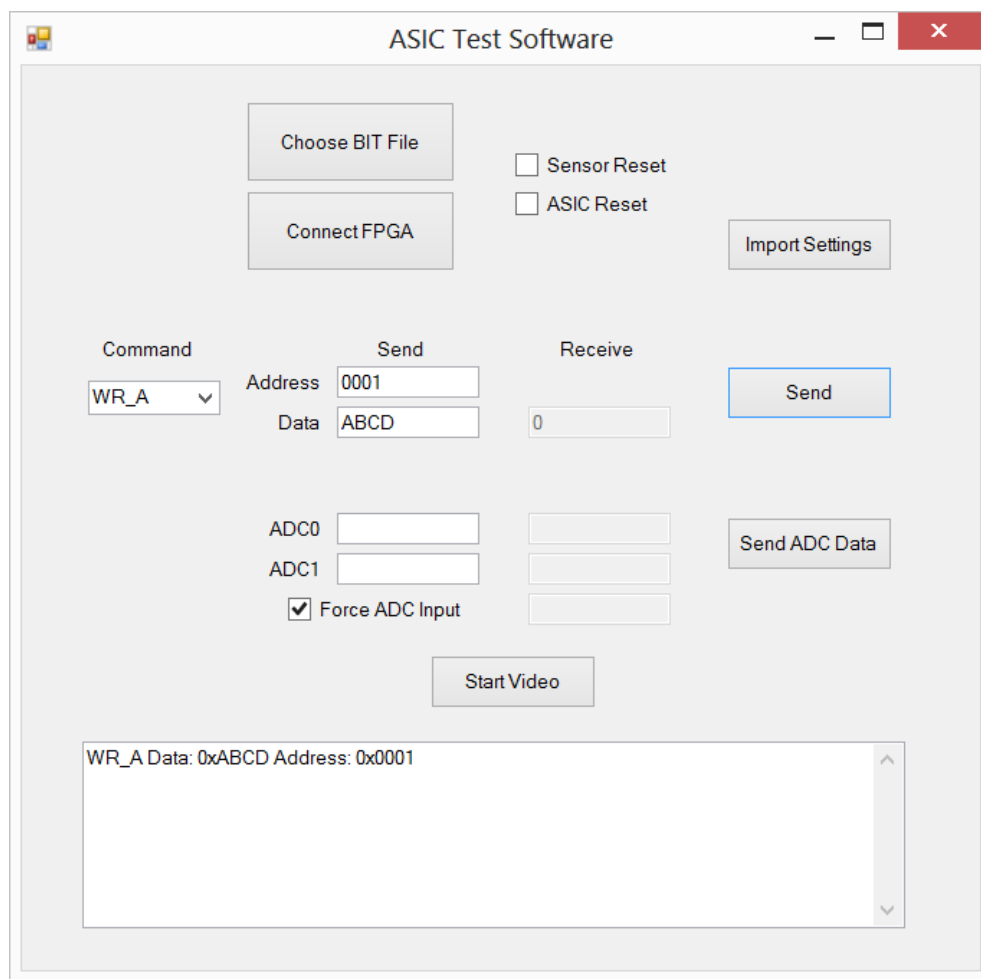 ASIC Test Software
Choose BIT File
Sensor Reset
ASIC Reset
Connect FPGA
Import Settings
Command
Send
Receive
WR_A
Address
0001
Send
Data
ABCD
0
ADC0
Send ADC Data
ADC1
Force ADC Input
Start Video
WR_A Data: 0xABCD Address: 0x0001